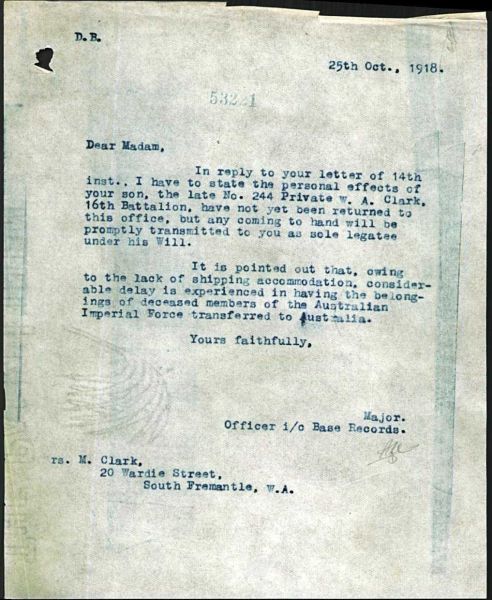 D.B.
25th Oct., 1918.
53221
Dear Madam,
In reply to your letter of 14th
inst., I have to state the personal effects of
your son, the late No. 244 Private W. A. Clark,
16th Battalion, have not yet been returned to
this office, but any coming to hand will be
promptly transmitted to you as sole legatee
under his Will.
It is pointed out that, owing
to the lack of shipping accommodation, consider-
able delay is experienced in having the belong-
ings of deceased members of the Australian
Imperial Force transferred to Australia.
Yours faithfully,
Major.
Officer i/c Base Records.
rs. M. Clark,
20 Wardie Street,
South Fremantle, W.A.